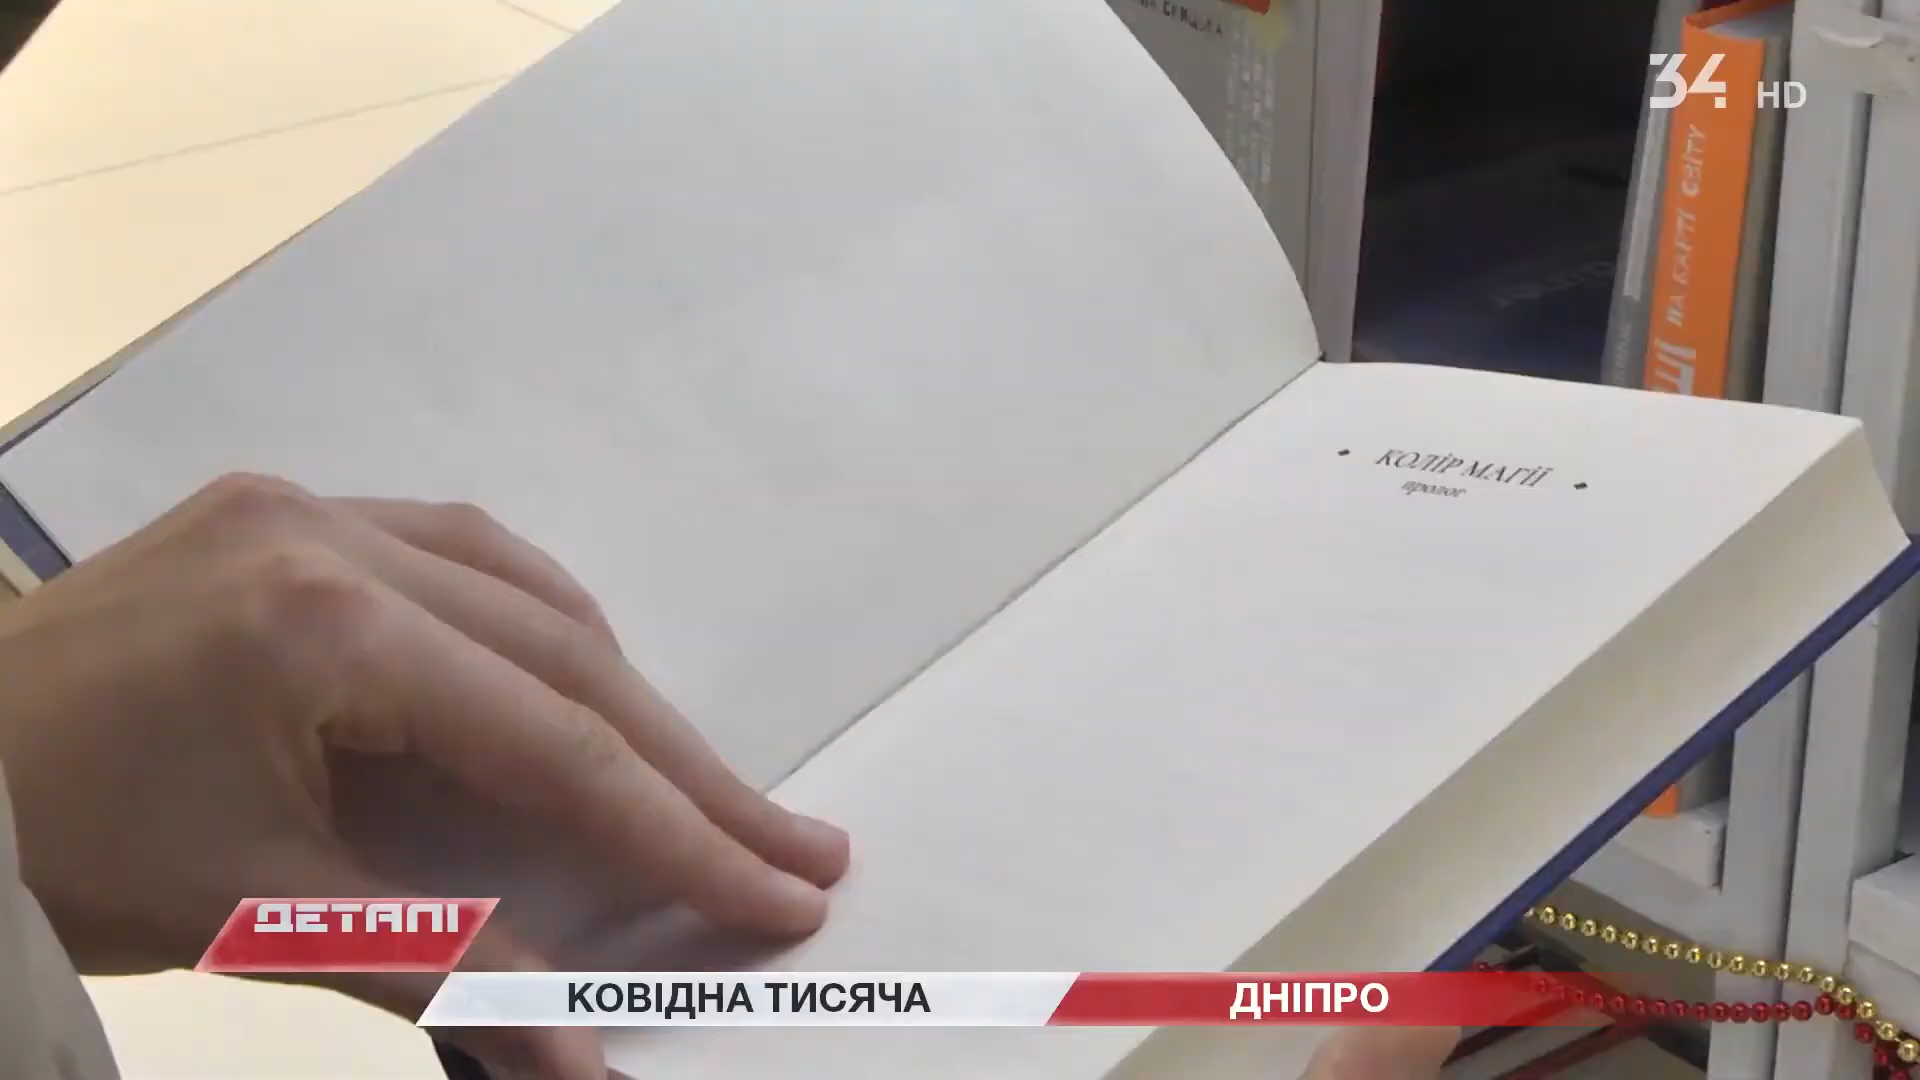 34 HD
НА КАРТІ СВІТУ
КОЛІР МАГІЇ
пролог
ДЕТАЛІ
КОВІДНА ТИСЯЧА
ДНІПРО